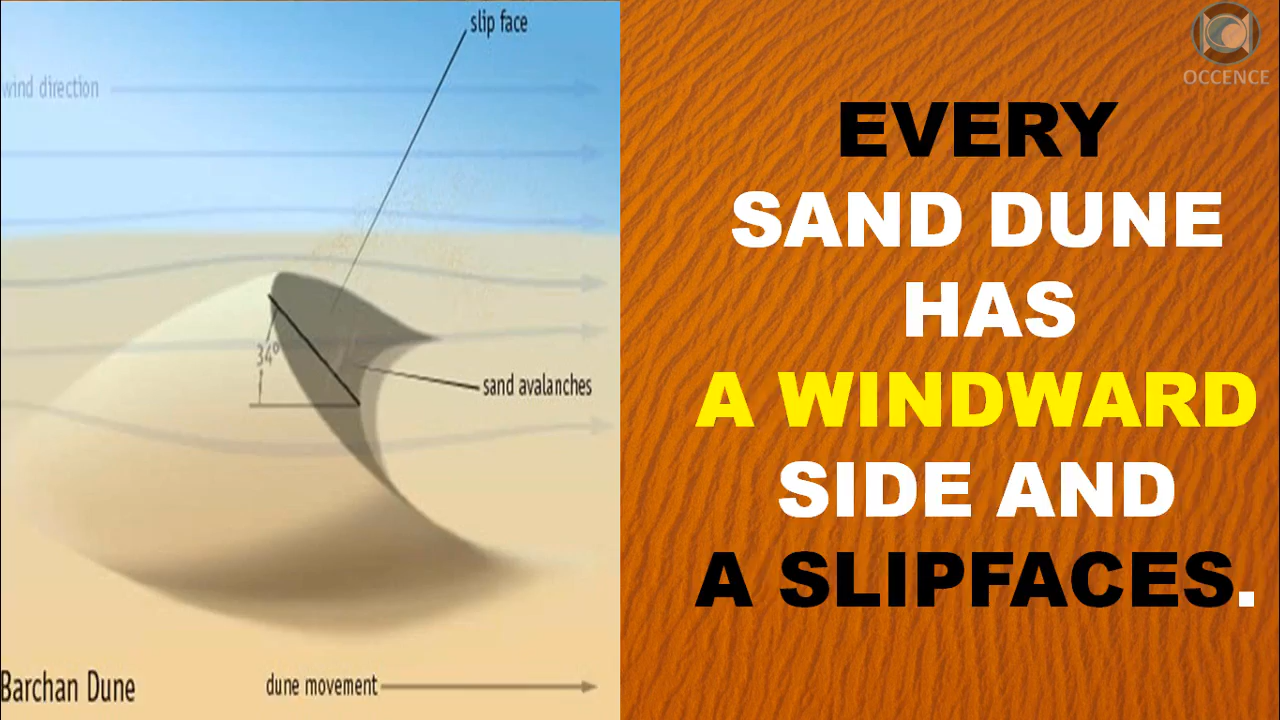 slip face
wind direction
34°
sand avalanches
Barchan Dune
dune movement
OCCENCE
EVERY
SAND DUNE
HAS
A WINDWARD
SIDE AND
A SLIPFACES.